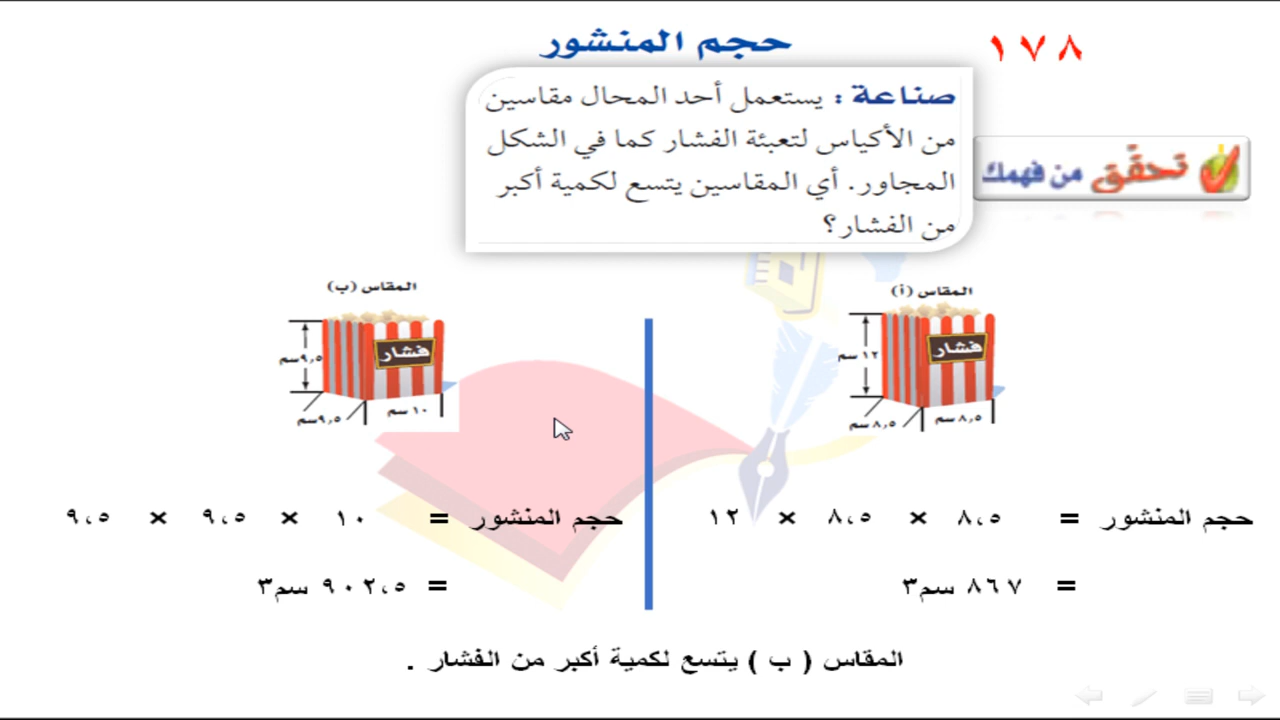 حجم المنشور
١٧٨
تحقّق من فهمك
صناعة : يستعمل أحد المحال مقاسين
من الأكياس لتعبئة الفشار كما في الشكل
المجاور. أي المقاسين يتسع لكمية أكبر
من الفشار؟
المقاس (أ)
فشار
١٢ سم
٨,٥ سم
٨,٥ سم
المقاس (ب)
فشار
٩,٥ سم
٩,٥ سم
١٠ سم
حجم المنشور = ٨،٥ × ٨،٥ × ١٢
= ٨٦٧ سم٣
حجم المنشور = ١٠ × ٩،٥ × ٩،٥
= ٩٠٢،٥ سم٣
المقاس ( ب ) يتسع لكمية أكبر من الفشار .